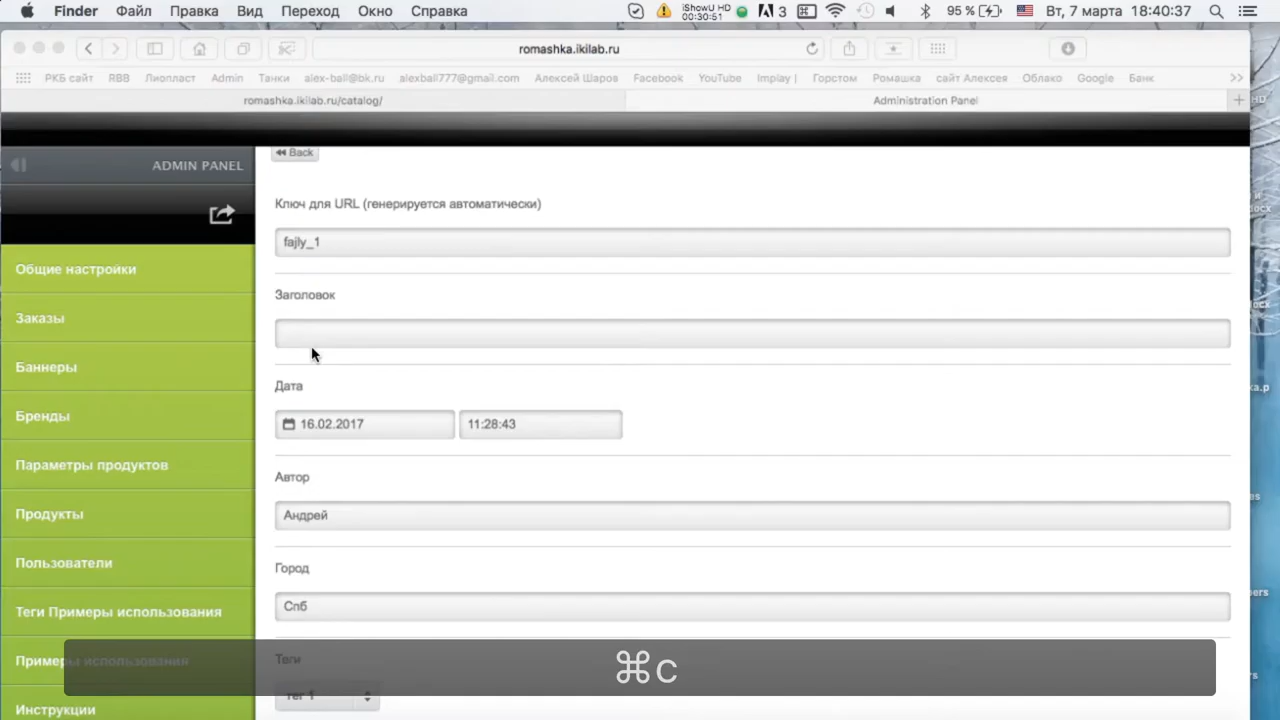 Finder Файл Правка Вид Переход Окно Справка iShowU HD 00:30:51 3 95 % Вт, 7 марта 18:40:37
romashka.ikilab.ru
РКБ сайт RBB Лиопласт Admin Танки alex-ball@bk.ru alexball777@gmail.com Алексей Шаров Facebook YouTube Implay | Горстом Ромашка сайт Алексея Облако Google Банк >>
romashka.ikilab.ru/catalog/ Administration Panel + HD
ADMIN PANEL
Back
Ключ для URL (генерируется автоматически)
fajly_1
Общие настройки
Заголовок
Заказы
Баннеры
Дата
ка.р
Бренды
16.02.2017 11:28:43
Параметры продуктов
Автор
Продукты
Андрей
Пользователи
Город
Теги Примеры использования
Спб
Примеры использования
Теги
⌘C
тег 1
Инструкции